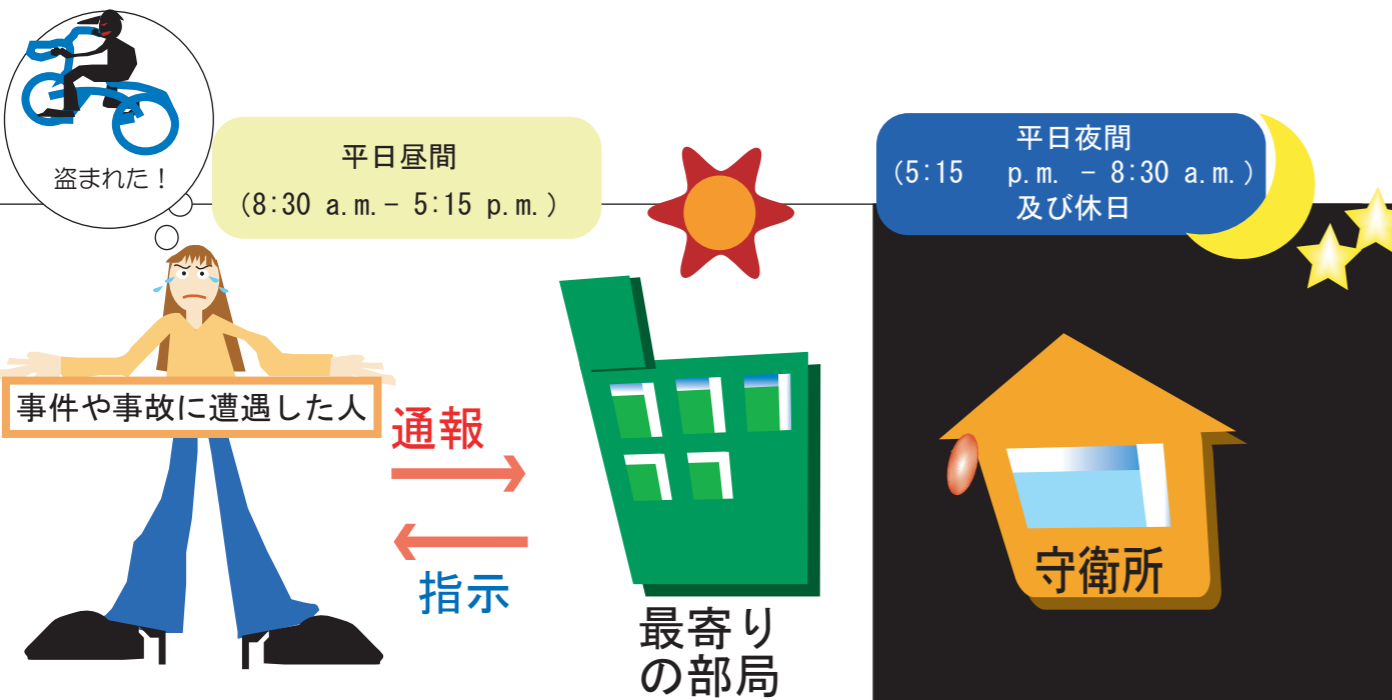 盗まれた！
平日昼間
(8:30 a.m.- 5:15 p.m.)
平日夜間
(5:15 p.m. - 8:30 a.m.)
及び休日
事件や事故に遭遇した人
通報
指示
最寄り
の部局
守衛所